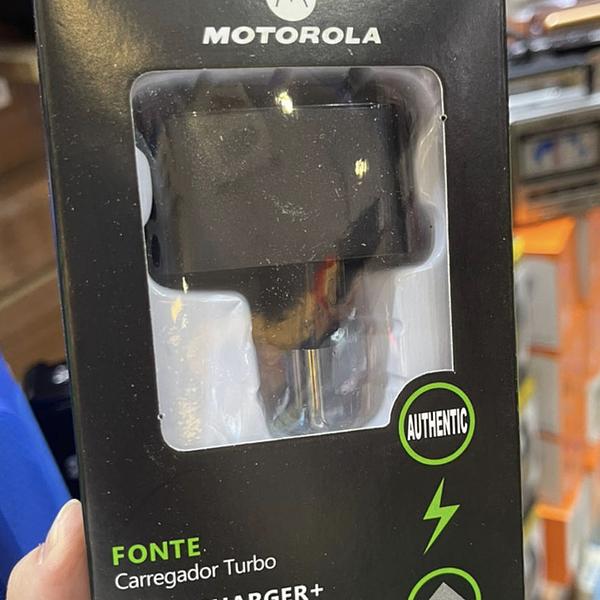 MOTOROLA
AUTHENTIC
FONTE
Carregador Turbo